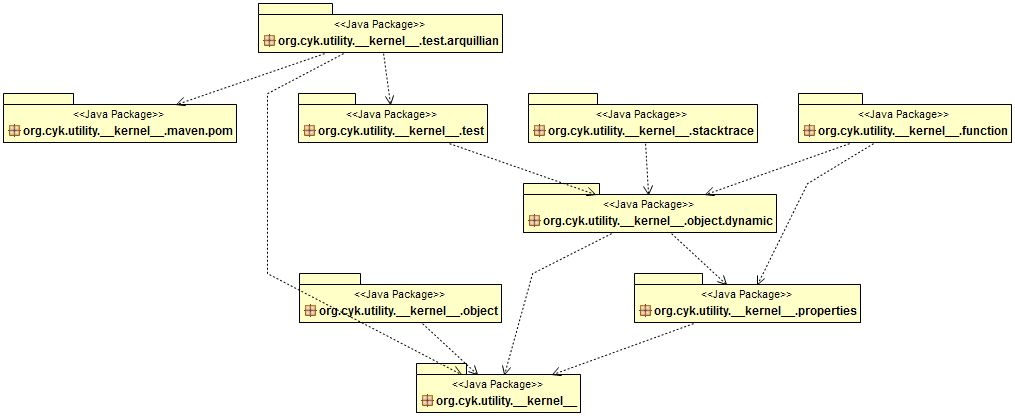 <<Java Package>>
org.cyk.utility.__kernel__.test.arquillian
<<Java Package>>
org.cyk.utility.__kernel__.maven.pom
<<Java Package>>
org.cyk.utility.__kernel__.test
<<Java Package>>
org.cyk.utility.__kernel__.stacktrace
<<Java Package>>
org.cyk.utility.__kernel__.function
<<Java Package>>
org.cyk.utility.__kernel__.object.dynamic
<<Java Package>>
org.cyk.utility.__kernel__.object
<<Java Package>>
org.cyk.utility.__kernel__.properties
<<Java Package>>
org.cyk.utility.__kernel__